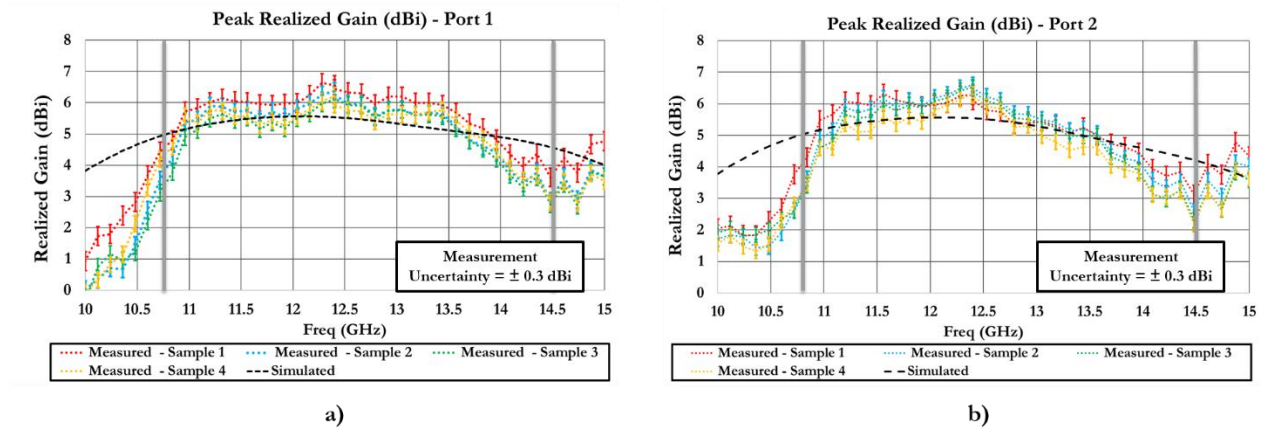 Peak Realized Gain (dBi) - Port 1
Realized Gain (dBi)
8
7
6
5
4
3
2
1
0
Measurement
Uncertainty = ± 0.3 dBi
10 10.5 11 11.5 12 12.5 13 13.5 14 14.5 15
Freq (GHz)
Measured - Sample 1 Measured - Sample 2 Measured - Sample 3
Measured - Sample 4 Simulated
a)
Peak Realized Gain (dBi) - Port 2
Realized Gain (dBi)
8
7
6
5
4
3
2
1
0
Measurement
Uncertainty = ± 0.3 dBi
10 10.5 11 11.5 12 12.5 13 13.5 14 14.5 15
Freq (GHz)
Measured - Sample 1 Measured - Sample 2 Measured - Sample 3
Measured - Sample 4 Simulated
b)